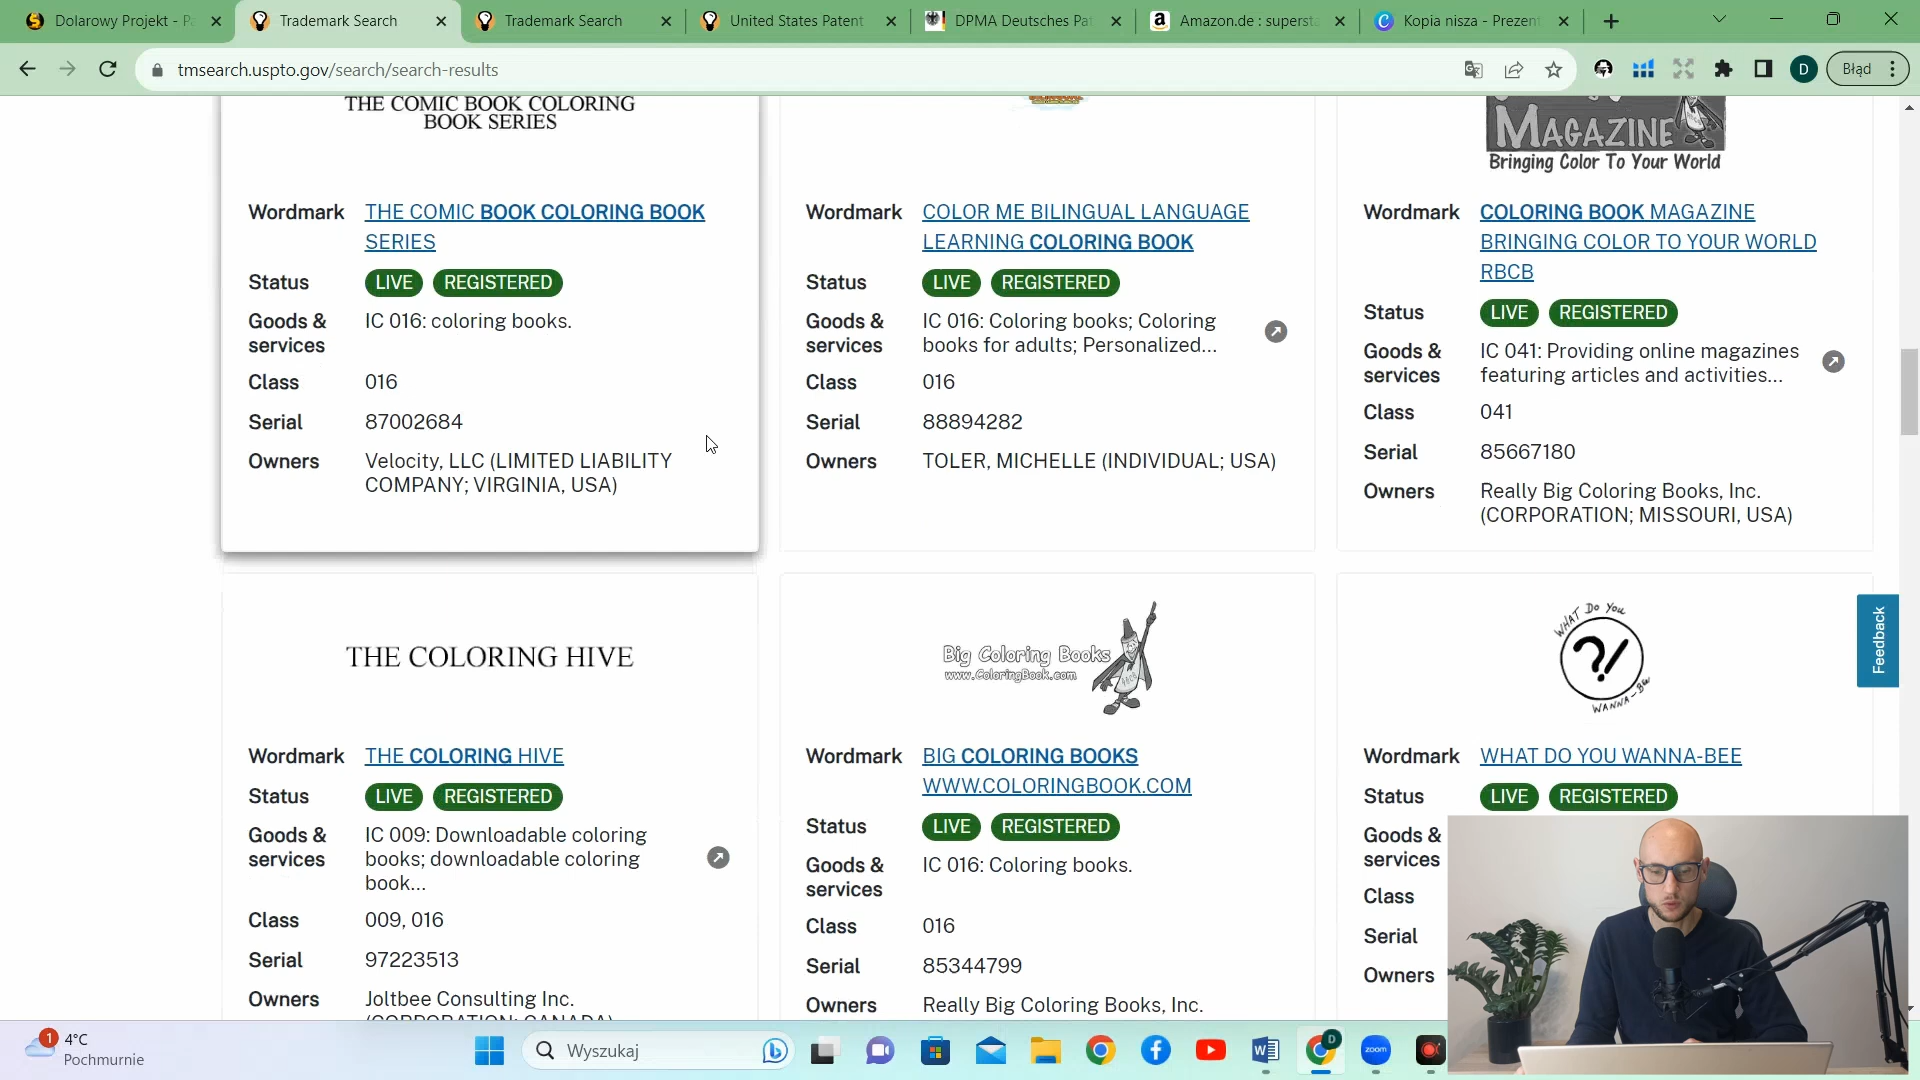 Dolarowy Projekt - Pa
Trademark Search
Trademark Search
United States Patent
DPMA Deutsches Pat
Amazon.de : supersta
Kopia nisza - Prezent
tmsearch.uspto.gov/search/search-results
D
Błąd
THE COMIC BOOK COLORING
BOOK SERIES
Wordmark THE COMIC BOOK COLORING BOOK
SERIES
Status LIVE REGISTERED
Goods & IC 016: coloring books.
services
Class 016
Serial 87002684
Owners Velocity, LLC (LIMITED LIABILITY
COMPANY; VIRGINIA, USA)
Wordmark COLOR ME BILINGUAL LANGUAGE
LEARNING COLORING BOOK
Status LIVE REGISTERED
Goods & IC 016: Coloring books; Coloring
services books for adults; Personalized...
Class 016
Serial 88894282
Owners TOLER, MICHELLE (INDIVIDUAL; USA)
MAGAZINE
Bringing Color To Your World
Wordmark COLORING BOOK MAGAZINE
BRINGING COLOR TO YOUR WORLD
RBCB
Status LIVE REGISTERED
Goods & IC 041: Providing online magazines
services featuring articles and activities...
Class 041
Serial 85667180
Owners Really Big Coloring Books, Inc.
(CORPORATION; MISSOURI, USA)
THE COLORING HIVE
Wordmark THE COLORING HIVE
Status LIVE REGISTERED
Goods & IC 009: Downloadable coloring
services books; downloadable coloring
book...
Class 009, 016
Serial 97223513
Owners Joltbee Consulting Inc.
(CORPORATION; CANADA)
Big Coloring Books
www.ColoringBook.com
Wordmark BIG COLORING BOOKS
WWW.COLORINGBOOK.COM
Status LIVE REGISTERED
Goods & IC 016: Coloring books.
services
Class 016
Serial 85344799
Owners Really Big Coloring Books, Inc.
WHAT DO YOU
?!
WANNA-BEE
Wordmark WHAT DO YOU WANNA-BEE
Status LIVE REGISTERED
Goods &
services
Class
Serial
Owners
Feedback
1
4°C
Pochmurnie
Wyszukaj
D
zoom